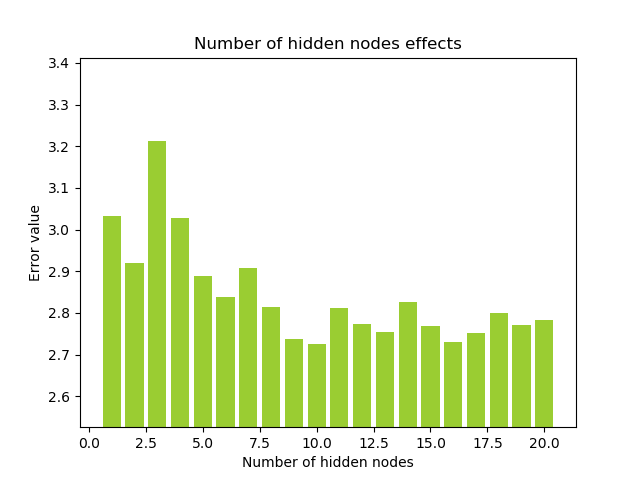 Number of hidden nodes effects
3.4
3.3
3.2
3.1
3.0
2.9
2.8
2.7
2.6
Error value
0.0 2.5 5.0 7.5 10.0 12.5 15.0 17.5 20.0
Number of hidden nodes